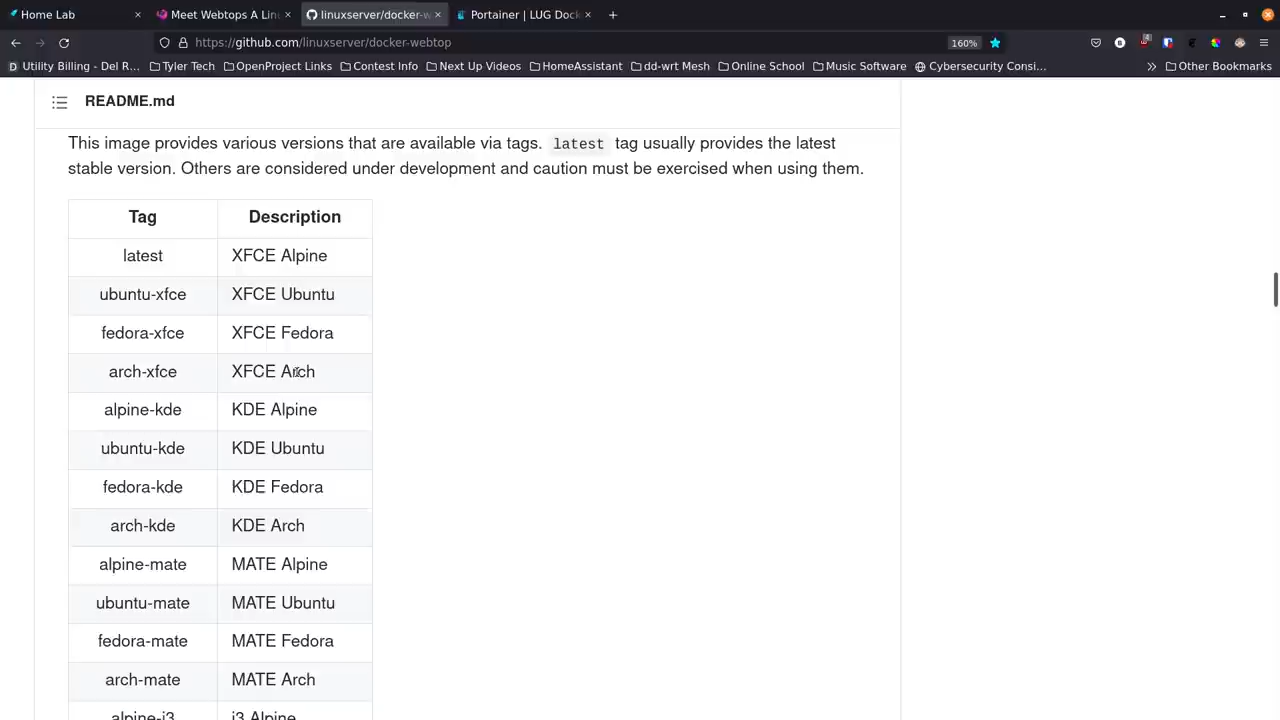 Home Lab
Meet Webtops A Lin
linuxserver/docker-w
Portainer | LUG Dock
https://github.com/linuxserver/docker-webtop
160%
4
Utility Billing - Del R...
Tyler Tech
OpenProject Links
Contest Info
Next Up Videos
HomeAssistant
dd-wrt Mesh
Online School
Music Software
Cybersecurity Consi...
Other Bookmarks
README.md
This image provides various versions that are available via tags. latest tag usually provides the latest
stable version. Others are considered under development and caution must be exercised when using them.
Tag Description
latest XFCE Alpine
ubuntu-xfce XFCE Ubuntu
fedora-xfce XFCE Fedora
arch-xfce XFCE Arch
alpine-kde KDE Alpine
ubuntu-kde KDE Ubuntu
fedora-kde KDE Fedora
arch-kde KDE Arch
alpine-mate MATE Alpine
ubuntu-mate MATE Ubuntu
fedora-mate MATE Fedora
arch-mate MATE Arch
alpine-i3 i3 Alpine